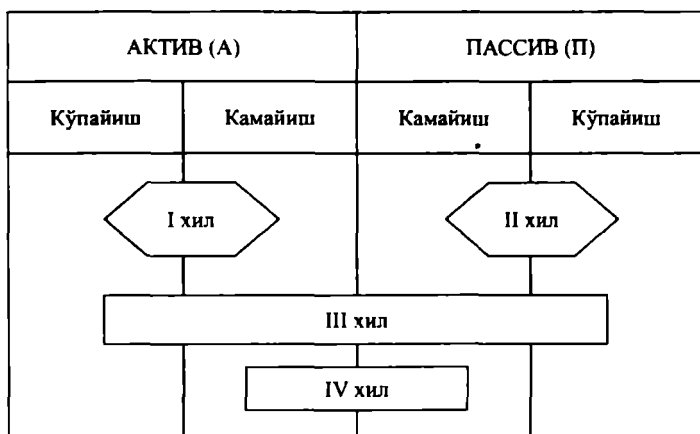 АКТИВ (А) ПАССИВ (П)
Кўпайиш Камайиш Камайиш Кўпайиш
I хил II хил
III хил
IV хил